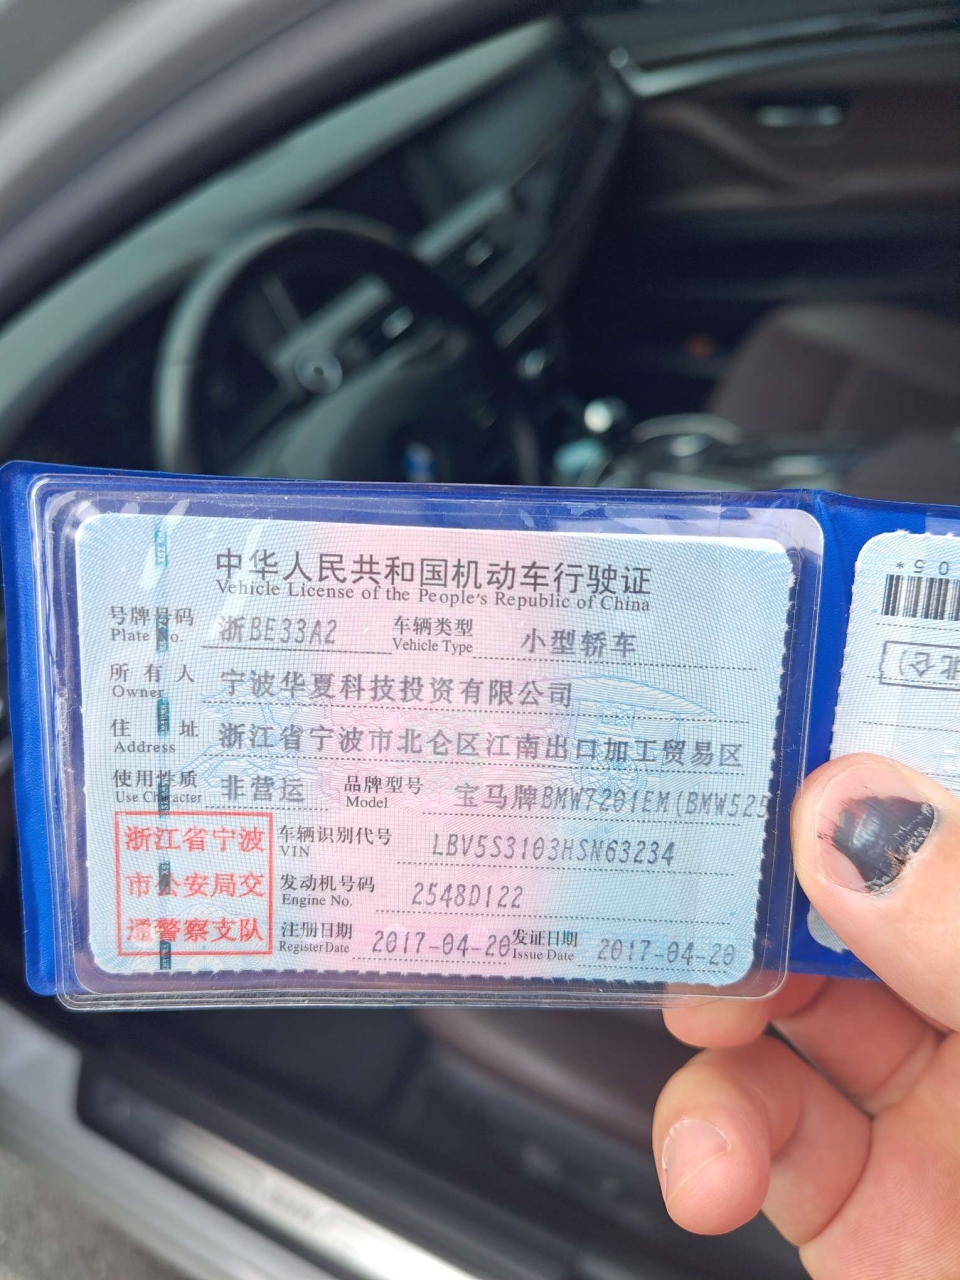 中华人民共和国机动车行驶证
Vehicle License of the People's Republic of China
号牌号码 浙BE33A2 车辆类型 小型轿车
Plate No. Vehicle Type
所有人 宁波华夏科技投资有限公司
Owner
住址 浙江省宁波市北仑区江南出口加工贸易区
Address
使用性质 非营运 品牌型号 宝马牌BMW7201EM(BMW525
Use Character Model
浙江省宁波
市公安局交
通警察支队
车辆识别代号 LBV5S3103HSN63234
VIN
发动机号码 2548D122
Engine No.
注册日期 2017-04-20 发证日期 2017-04-20
Register Date Issue Date